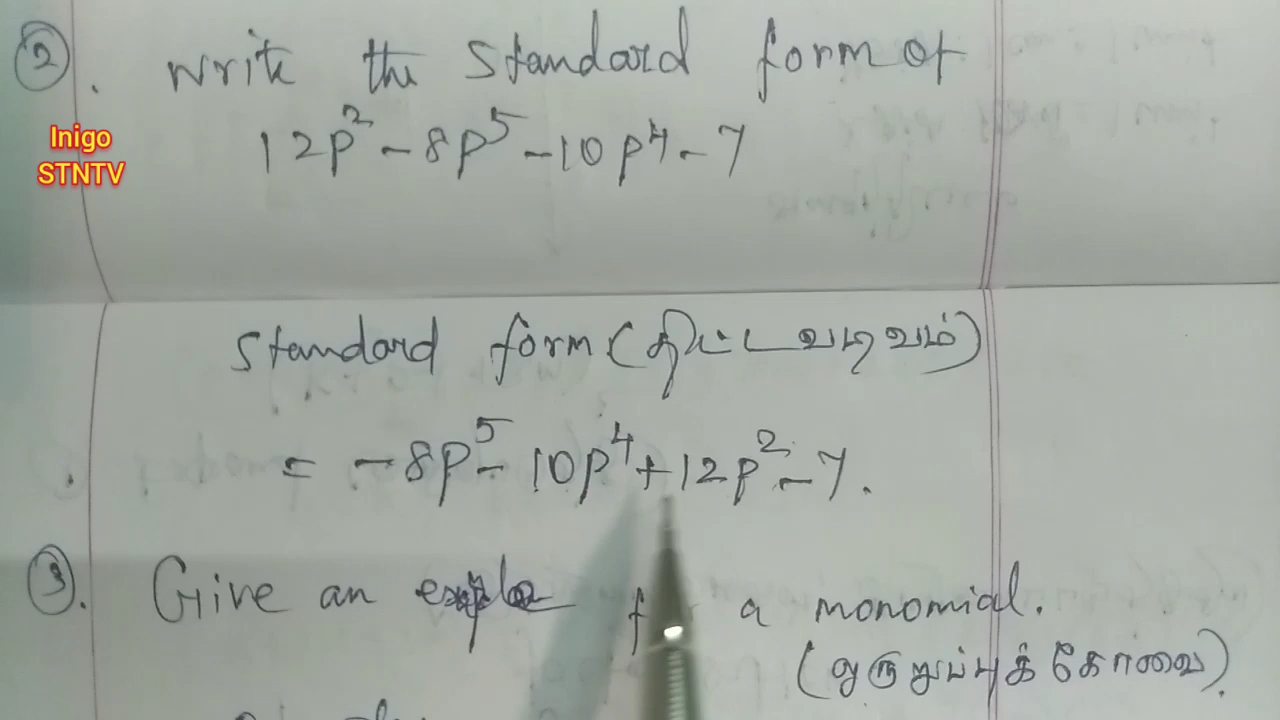 ②. Write the Standard form of
Inigo
STNTV
12p² - 8p⁵ - 10p⁴ - 7
Standard form (திட்டவடிவம்)
= -8p⁵ - 10p⁴ + 12p² - 7.
③. Give an a monomial.
(ஒருறுப்புக் கோவை).